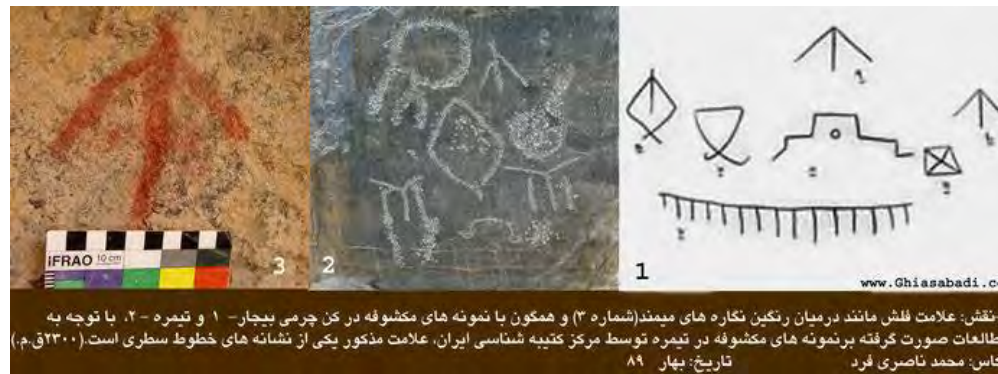 3
IFRAO 10 cm
2
1
www.Ghiasabadi.co
نقش: علامت فلش مانند درمیان رنگین نگاره های میمند(شماره ۳) و همگون با نمونه های مکشوفه در کن چرمی بیجار- ۱ و تیمره -۲، با توجه به
طالعات صورت گرفته برنمونه های مکشوفه در تیمره توسط مرکز کتیبه شناسی ایران، علامت مذکور یکی از نشانه های خطوط سطری است.(۲۳۰۰ق.م.)
کاس: محمد ناصری فرد تاریخ: بهار ۸۹